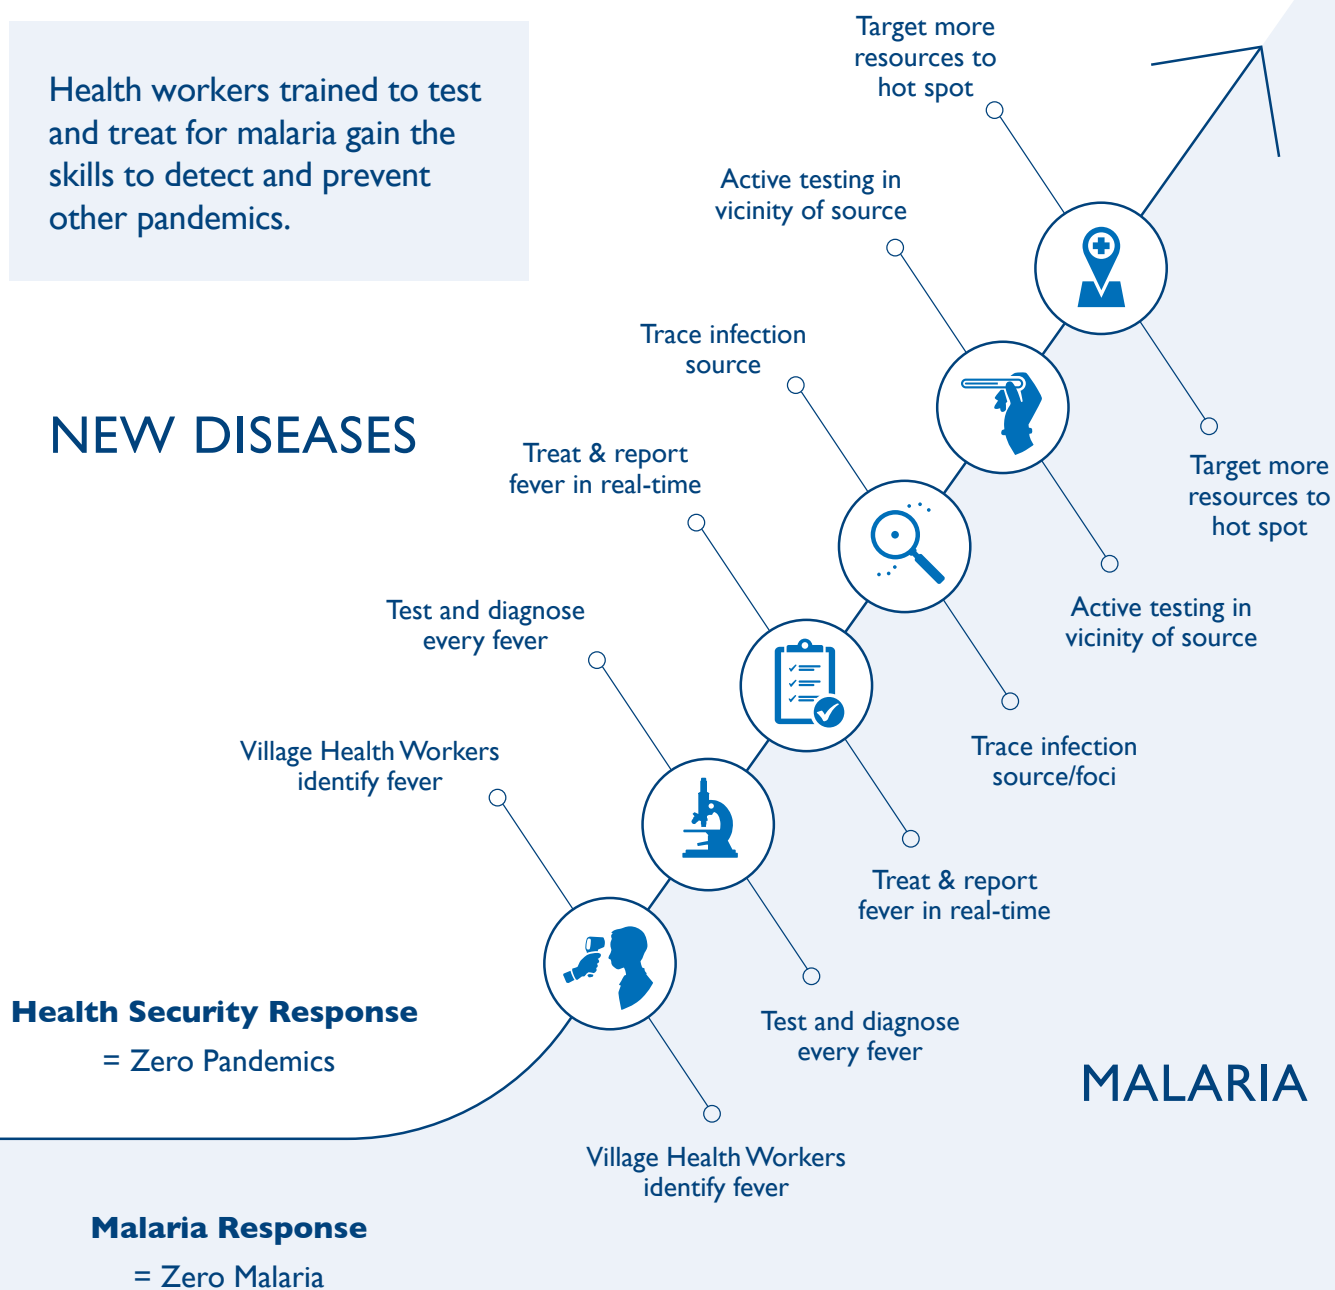 Health workers trained to test
and treat for malaria gain the
skills to detect and prevent
other pandemics.
Target more
resources to
hot spot
Active testing in
vicinity of source
Trace infection
source
NEW DISEASES
Treat & report
fever in real-time
Test and diagnose
every fever
Village Health Workers
identify fever
Health Security Response
= Zero Pandemics
Target more
resources to
hot spot
Active testing in
vicinity of source
Trace infection
source/foci
Treat & report
fever in real-time
Test and diagnose
every fever
MALARIA
Village Health Workers
identify fever
Malaria Response
= Zero Malaria